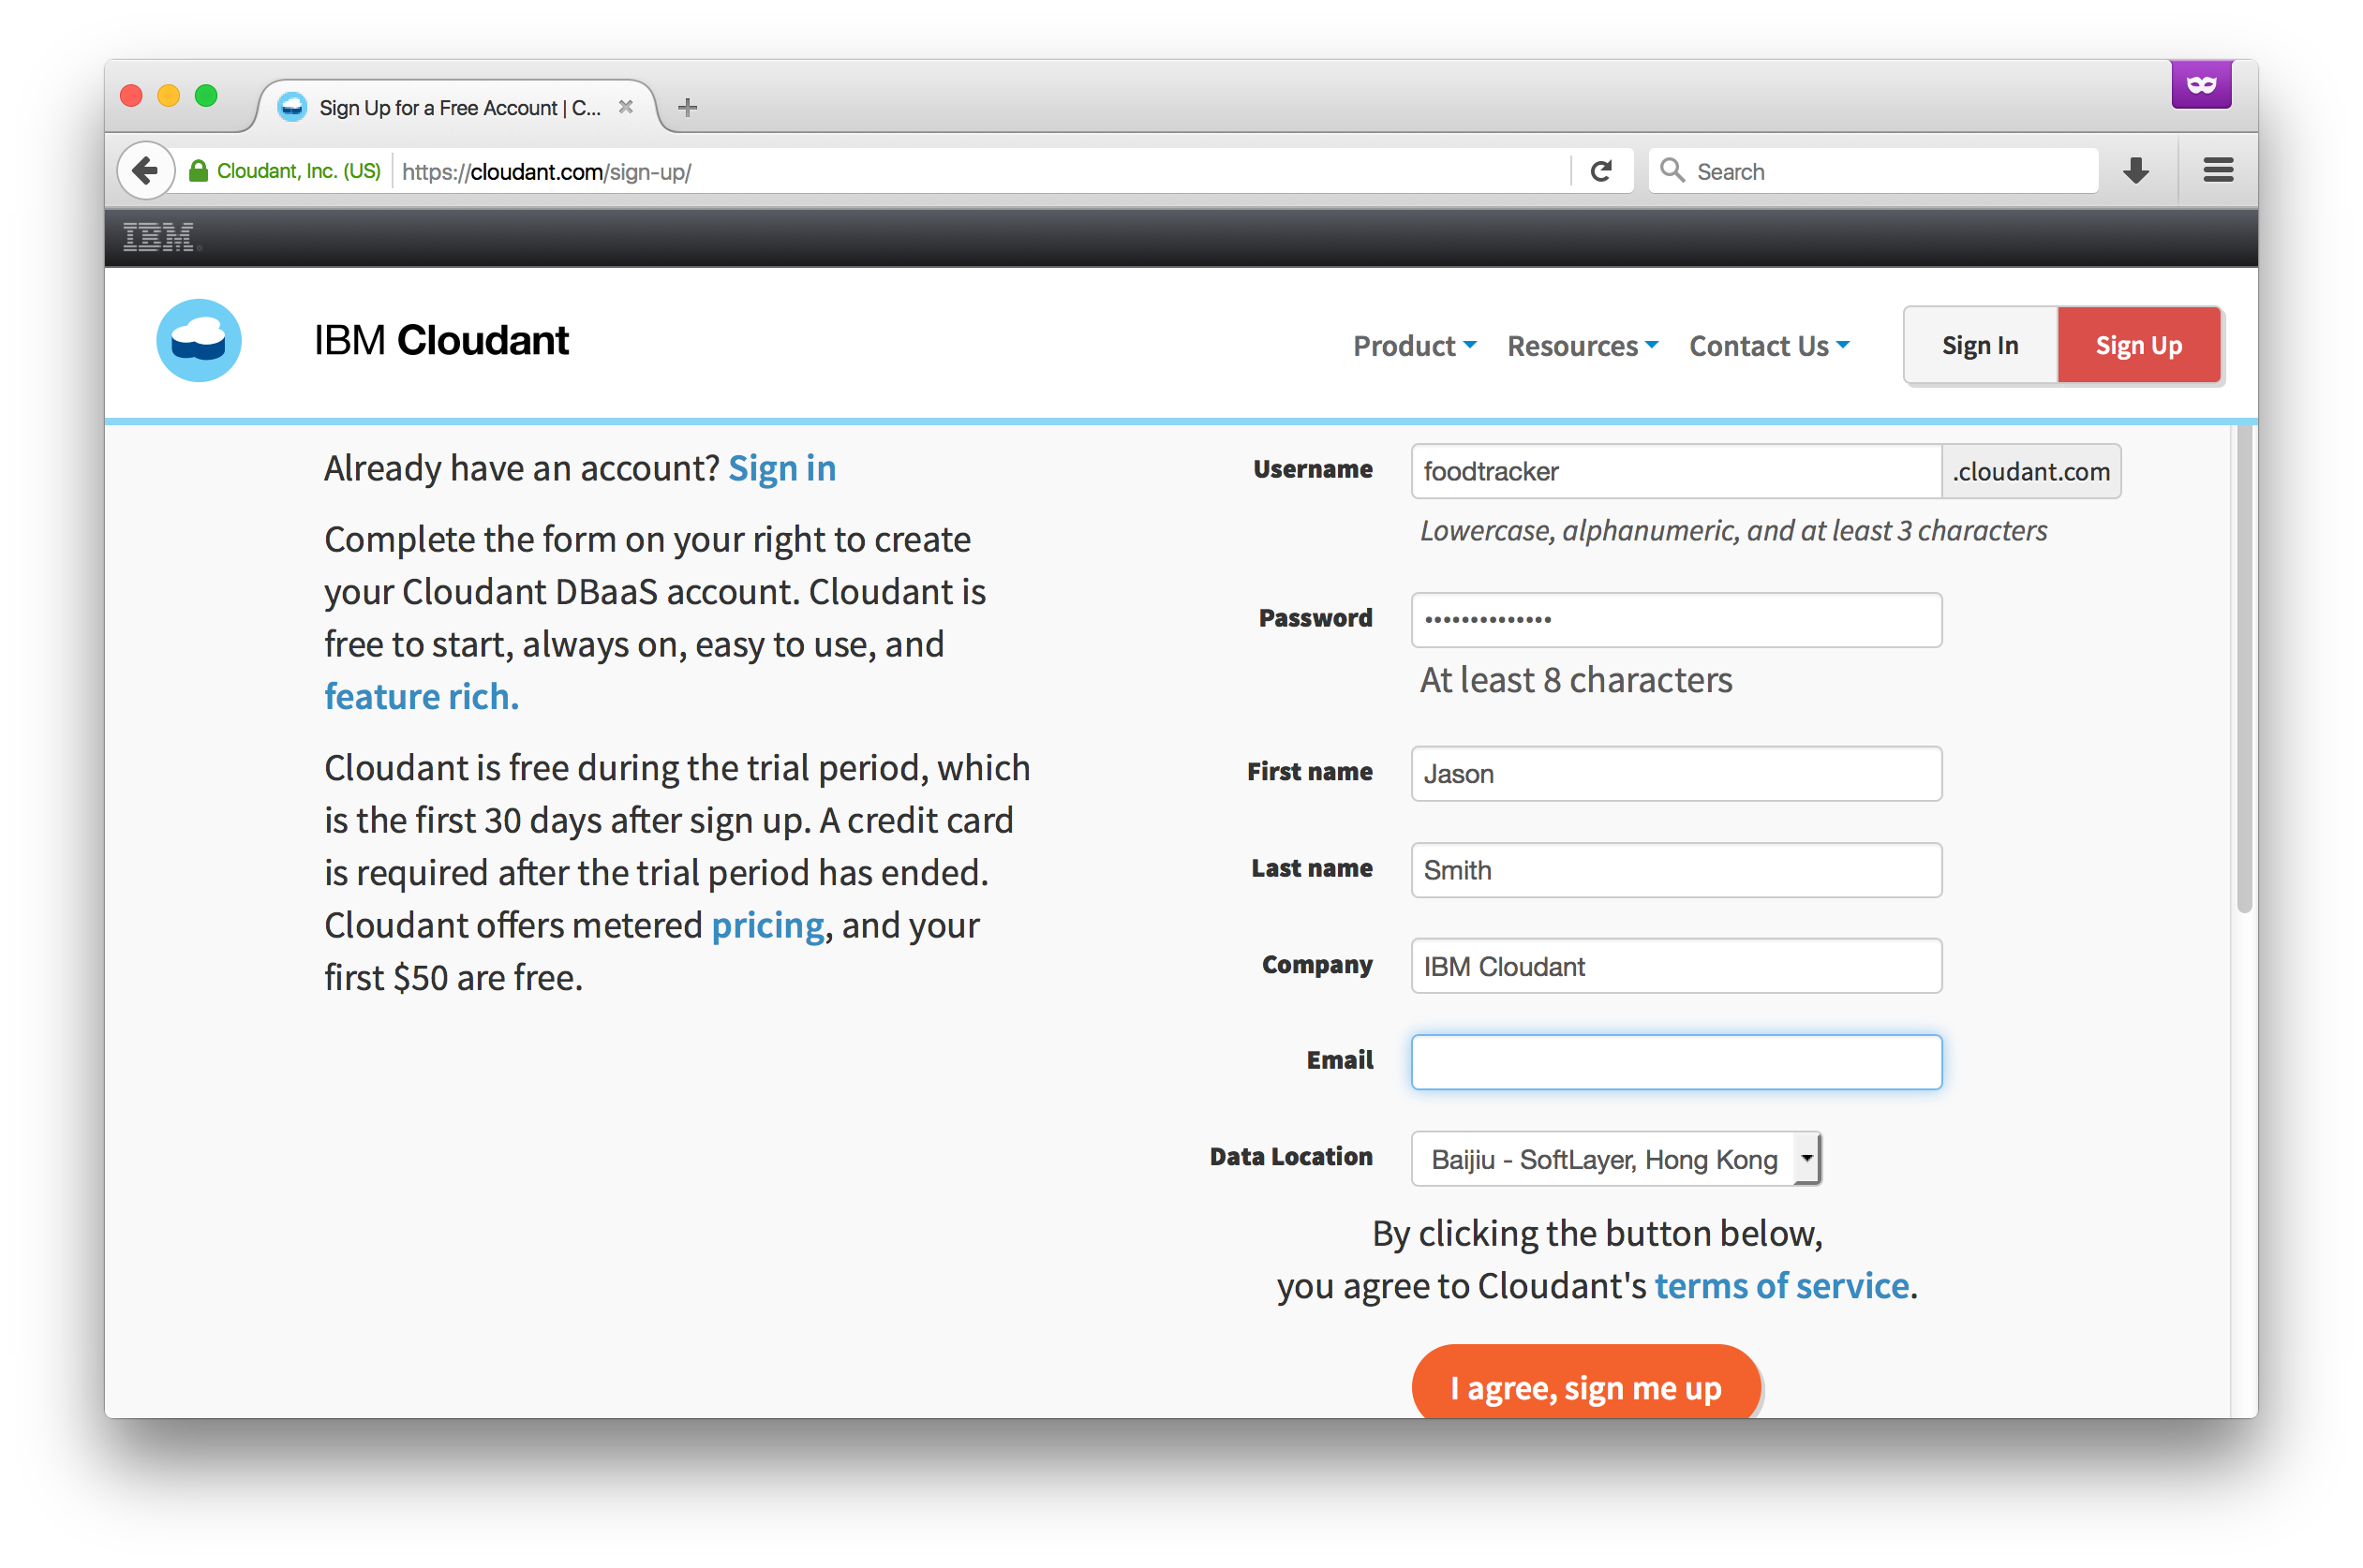 Sign Up for a Free Account | C...
Cloudant, Inc. (US)
https://cloudant.com/sign-up/
Search
IBM
IBM Cloudant
Product
Resources
Contact Us
Sign In
Sign Up
Already have an account? Sign in
Complete the form on your right to create
your Cloudant DBaaS account. Cloudant is
free to start, always on, easy to use, and
feature rich.
Cloudant is free during the trial period, which
is the first 30 days after sign up. A credit card
is required after the trial period has ended.
Cloudant offers metered pricing, and your
first $50 are free.
Username
foodtracker
.cloudant.com
Lowercase, alphanumeric, and at least 3 characters
Password
••••••••••••••
At least 8 characters
First name
Jason
Last name
Smith
Company
IBM Cloudant
Email
Data Location
Baijiu - SoftLayer, Hong Kong
By clicking the button below,
you agree to Cloudant's terms of service.
I agree, sign me up